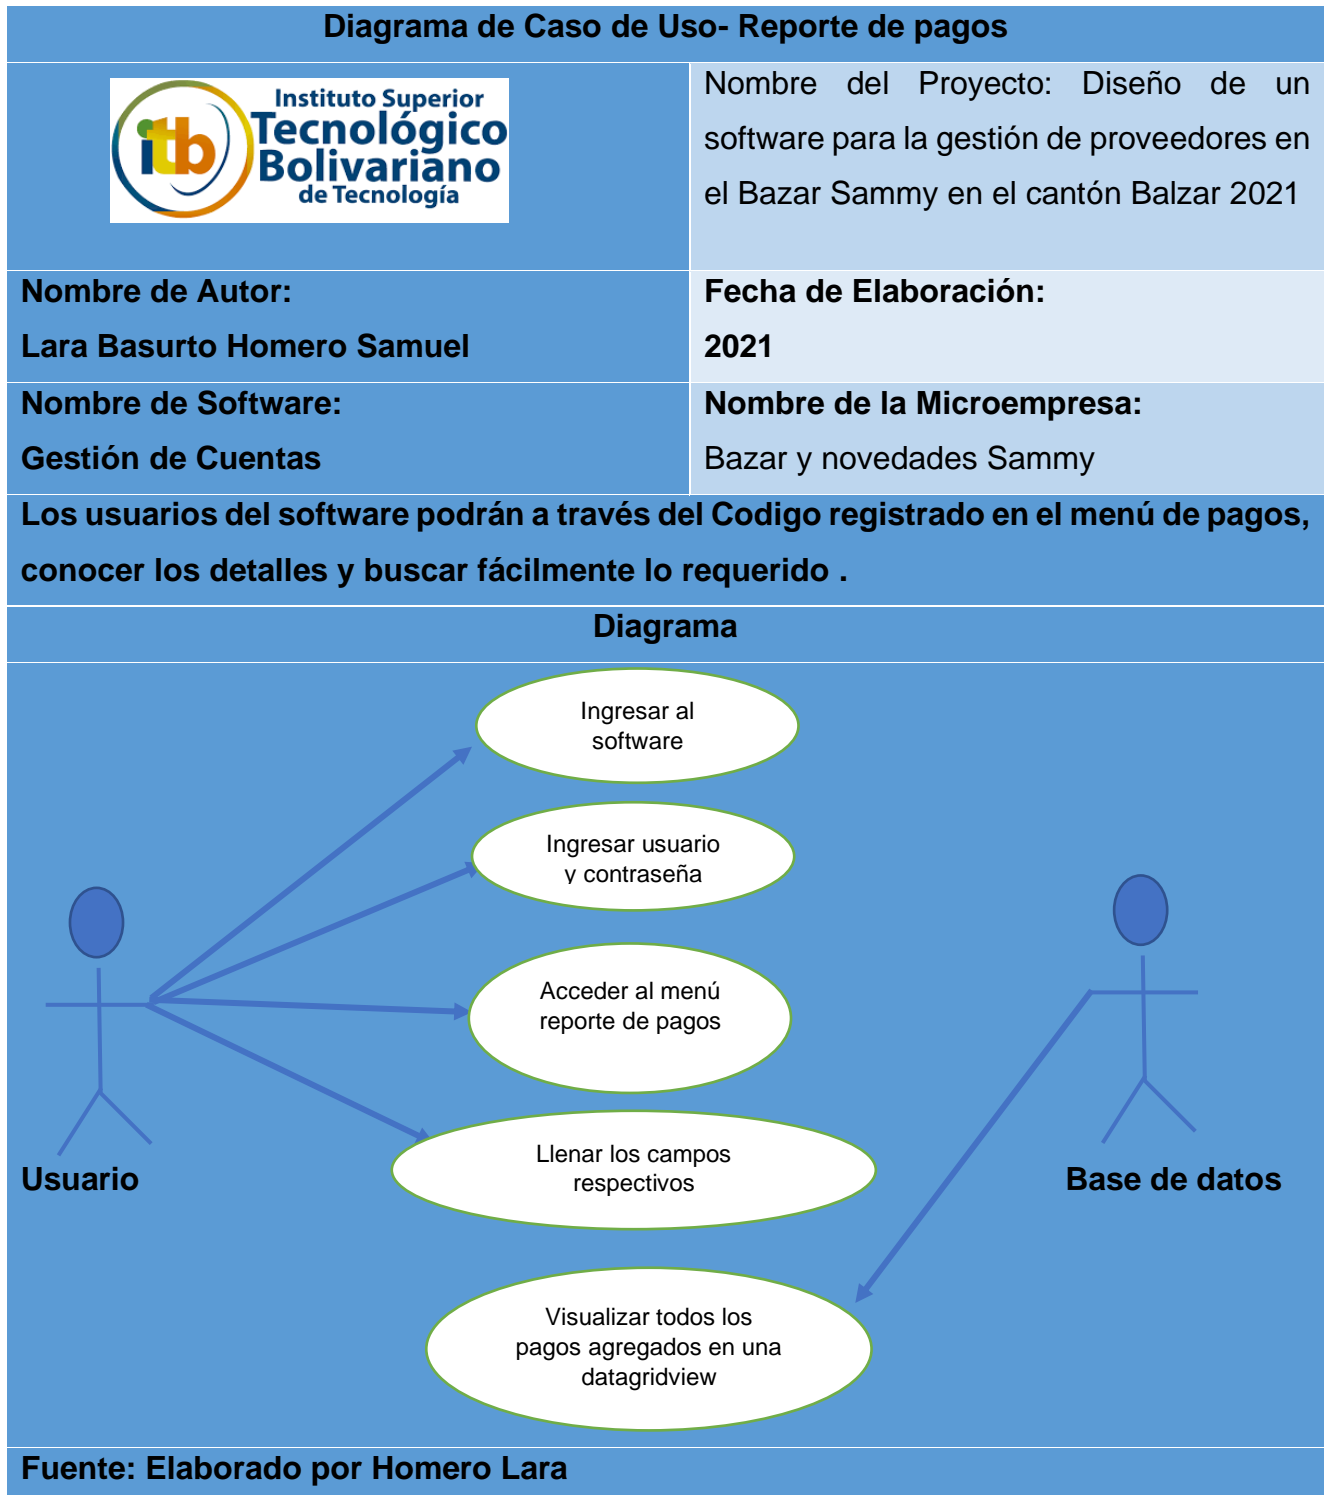 Diagrama de Caso de Uso- Reporte de pagos
Instituto Superior
Tecnológico
Bolivariano
de Tecnología
itb
Nombre del Proyecto: Diseño de un
software para la gestión de proveedores en
el Bazar Sammy en el cantón Balzar 2021
Nombre de Autor:
Lara Basurto Homero Samuel
Fecha de Elaboración:
2021
Nombre de Software:
Gestión de Cuentas
Nombre de la Microempresa:
Bazar y novedades Sammy
Los usuarios del software podrán a través del Codigo registrado en el menú de pagos,
conocer los detalles y buscar fácilmente lo requerido .
Diagrama
Ingresar al
software
Ingresar usuario
y contraseña
Acceder al menú
reporte de pagos
Llenar los campos
respectivos
Usuario
Base de datos
Visualizar todos los
pagos agregados en una
datagridview
Fuente: Elaborado por Homero Lara